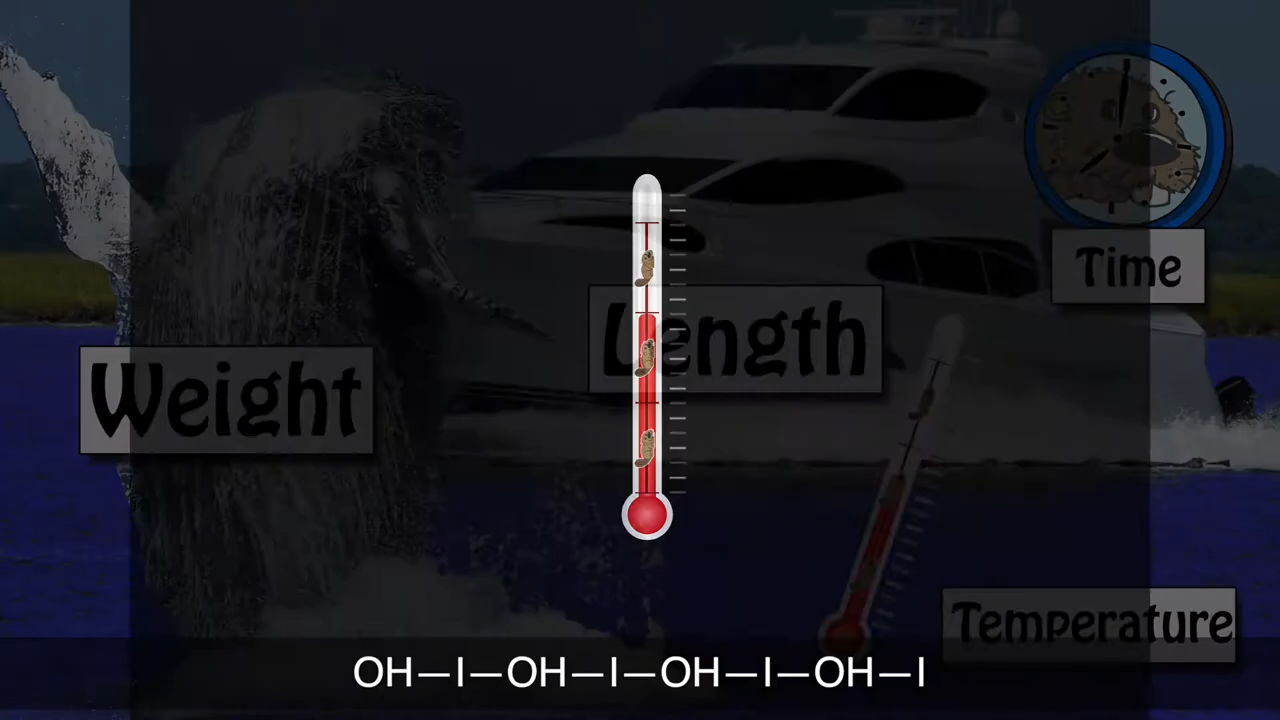 Time
Length
Weight
Temperature
OH—I—OH—I—OH—I—OH—I